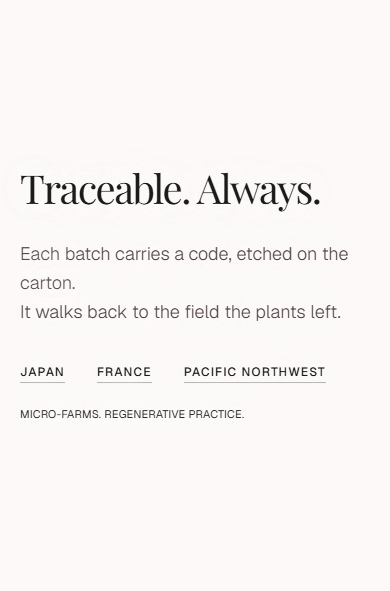 Traceable. Always.
Each batch carries a code, etched on the
carton.
It walks back to the field the plants left.
JAPAN FRANCE PACIFIC NORTHWEST
MICRO-FARMS. REGENERATIVE PRACTICE.